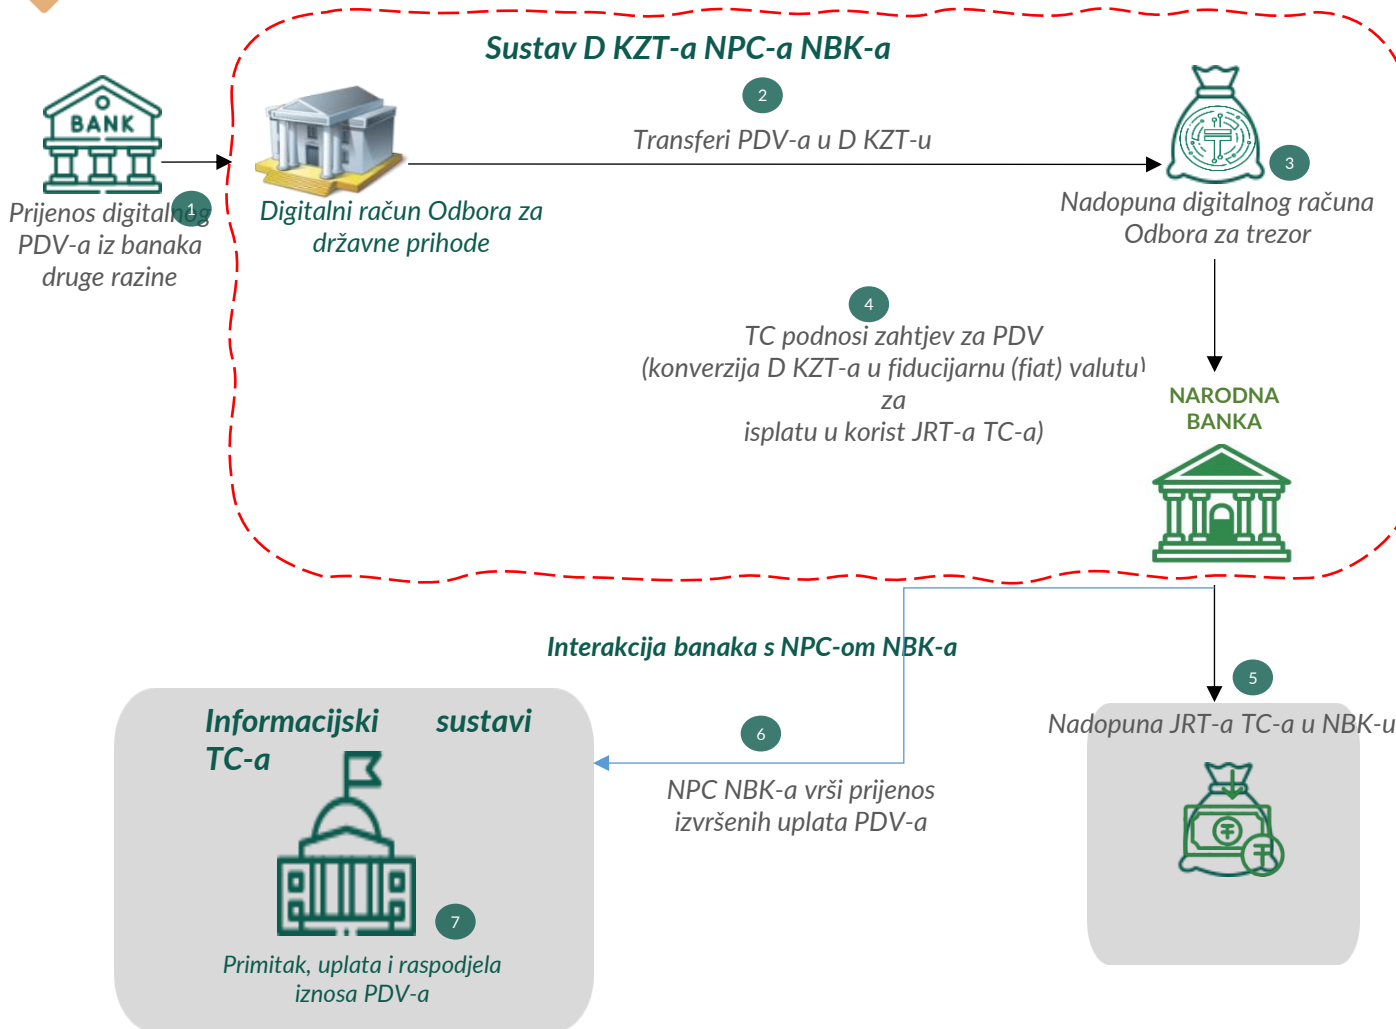 Sustav D KZT-a NPC-a NBK-a
BANK
1
Prijenos digitalnog
PDV-a iz banaka
druge razine
Digitalni račun Odbora za
državne prihode
2
Transferi PDV-a u D KZT-u
3
Nadopuna digitalnog računa
Odbora za trezor
4
TC podnosi zahtjev za PDV
(konverzija D KZT-a u fiducijarnu (fiat) valutu)
za
isplatu u korist JRT-a TC-a)
NARODNA
BANKA
Interakcija banaka s NPC-om NBK-a
5
Nadopuna JRT-a TC-a u NBK-u
6
NPC NBK-a vrši prijenos
izvršenih uplata PDV-a
Informacijski sustavi
TC-a
7
Primitak, uplata i raspodjela
iznosa PDV-a